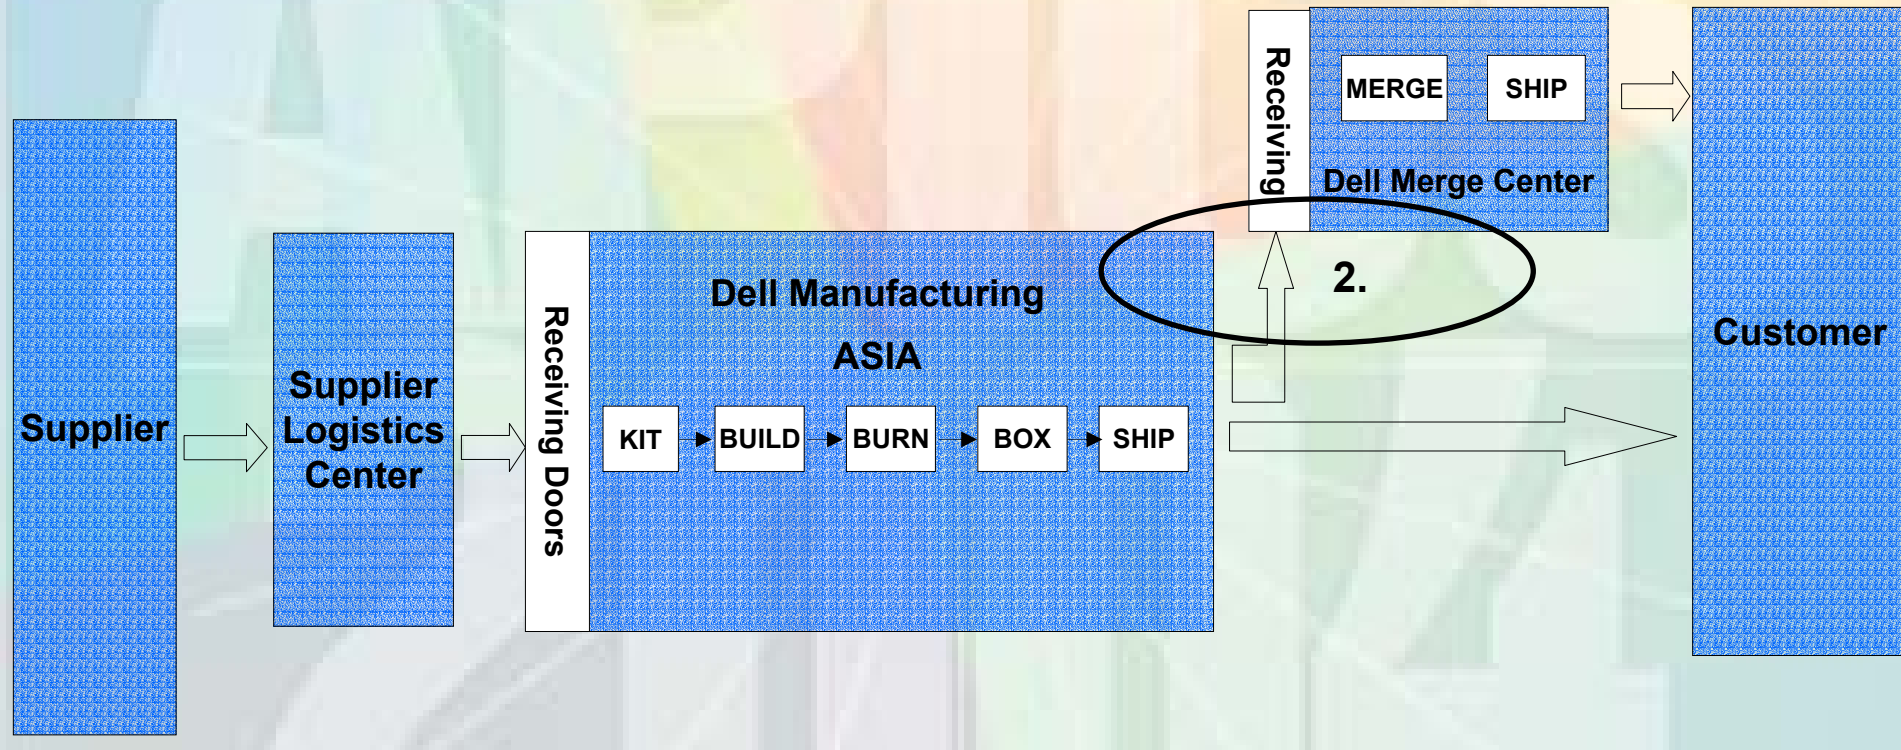 Supplier
Supplier
Logistics
Center
Receiving Doors
Dell Manufacturing
ASIA
KIT
BUILD
BURN
BOX
SHIP
2.
Receiving
MERGE
SHIP
Dell Merge Center
Customer